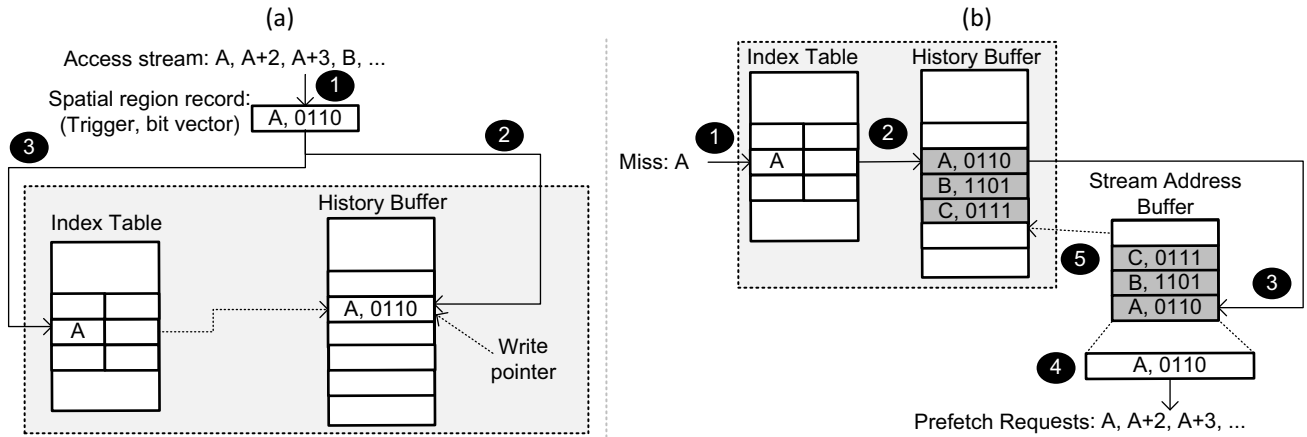 (a)
Access stream: A, A+2, A+3, B, ...
1
Spatial region record:
(Trigger, bit vector)
A, 0110
3
2
Index Table
History Buffer
A
A, 0110
Write
pointer
(b)
Index Table
History Buffer
Miss: A
1
A
2
A, 0110
B, 1101
C, 0111
Stream Address
Buffer
5
C, 0111
B, 1101
A, 0110
3
4
A, 0110
Prefetch Requests: A, A+2, A+3, ...